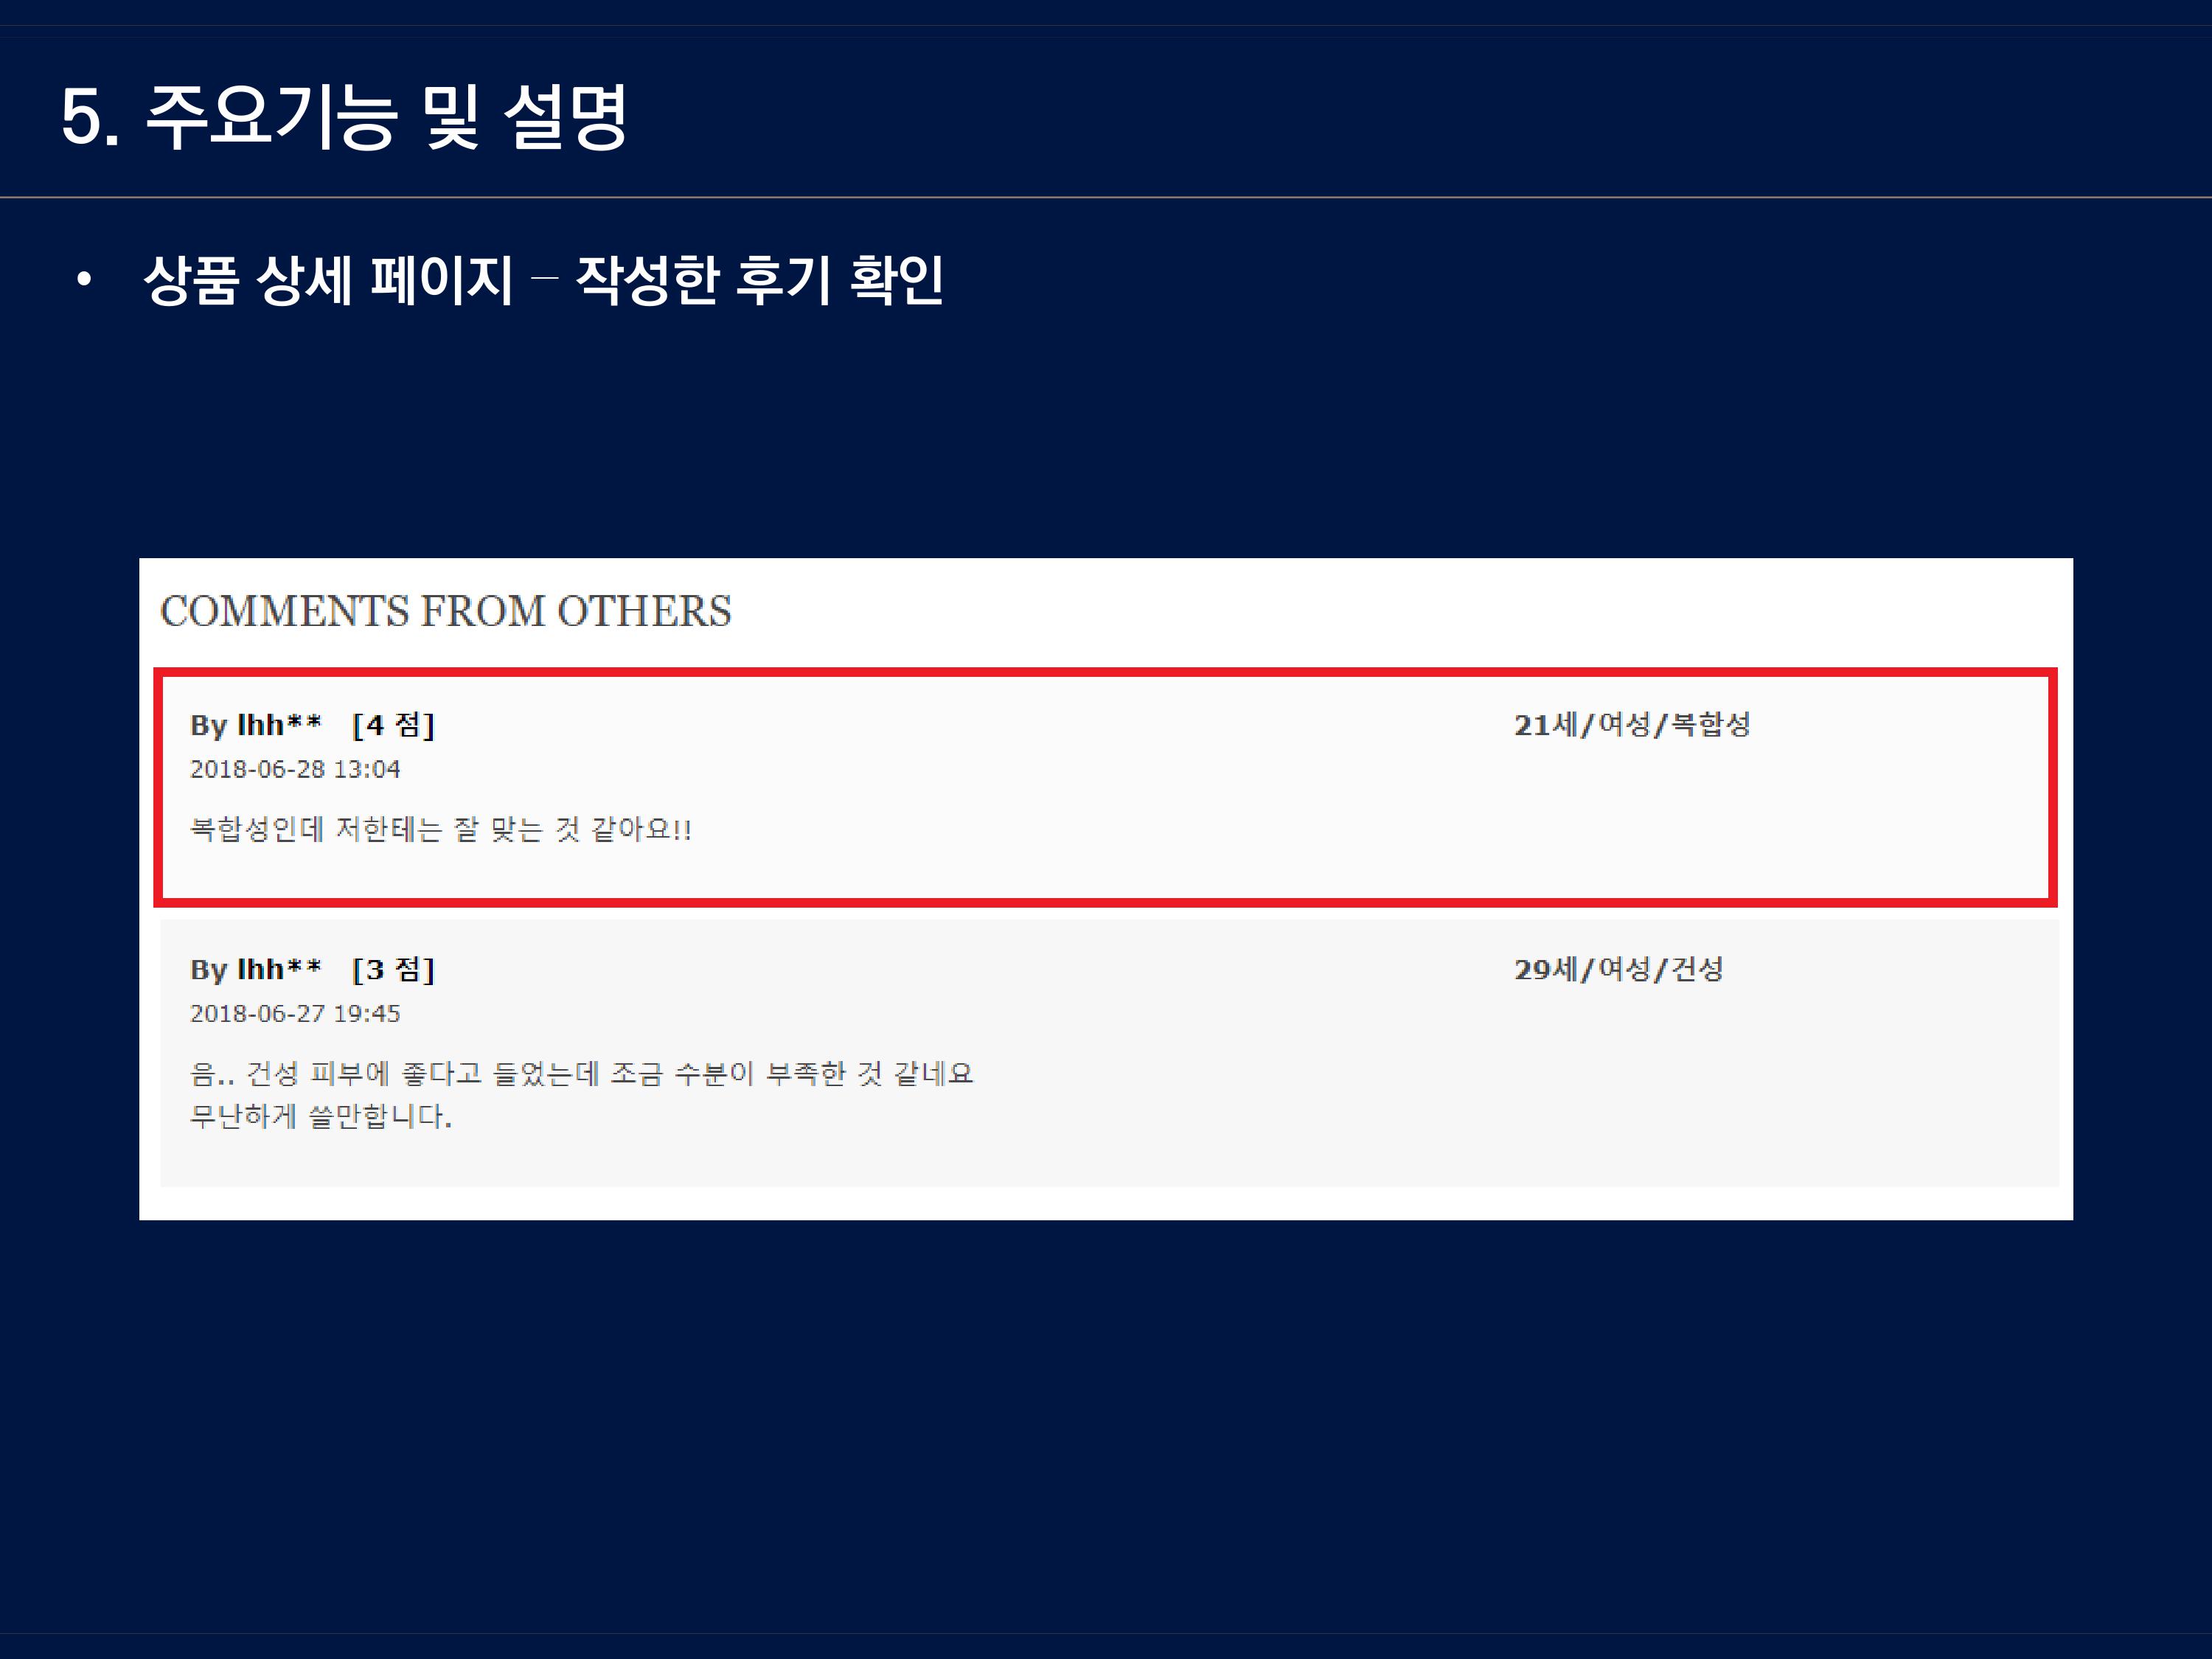 5. 주요기능 및 설명
• 상품 상세 페이지 – 작성한 후기 확인
COMMENTS FROM OTHERS
By lhh** [4 점] 21세/여성/복합성
2018-06-28 13:04
복합성인데 저한테는 잘 맞는 것 같아요!!
By lhh** [3 점] 29세/여성/건성
2018-06-27 19:45
음.. 건성 피부에 좋다고 들었는데 조금 수분이 부족한 것 같네요
무난하게 쓸만합니다.